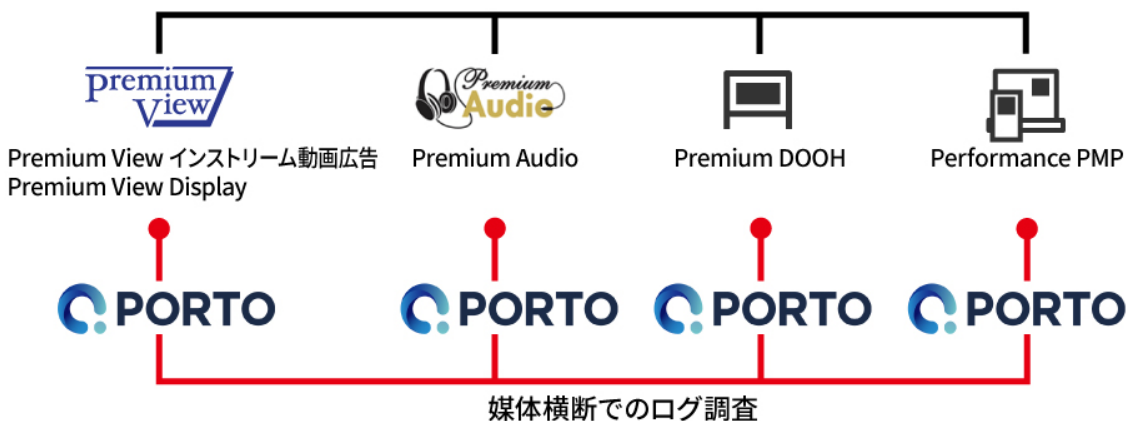 premium
view
Premium
Audio
Premium View インストリーム動画広告
Premium View Display
Premium Audio
Premium DOOH
Performance PMP
PORTO
PORTO
PORTO
PORTO
媒体横断でのログ調査